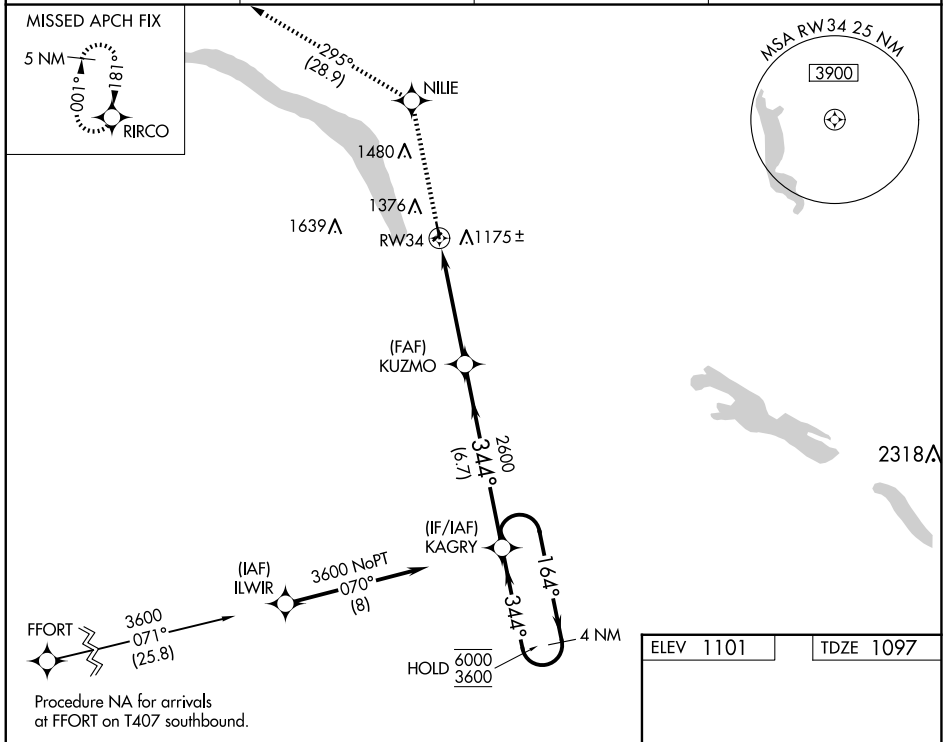 MISSED APCH FIX
5 NM
001°
181°
RIRCO
295°
(28.9)
NILIE
MSA RW34 25 NM
3900
1480
1376
1639
RW34
1175±
(FAF)
KUZMO
2600
344°
(6.7)
2318
(IF/IAF)
KAGRY
(IAF)
ILWIR
3600 NoPT
070°
(8)
164°
344°
4 NM
HOLD
6000
3600
FFORT
3600
071°
(25.8)
Procedure NA for arrivals
at FFORT on T407 southbound.
ELEV 1101
TDZE 1097